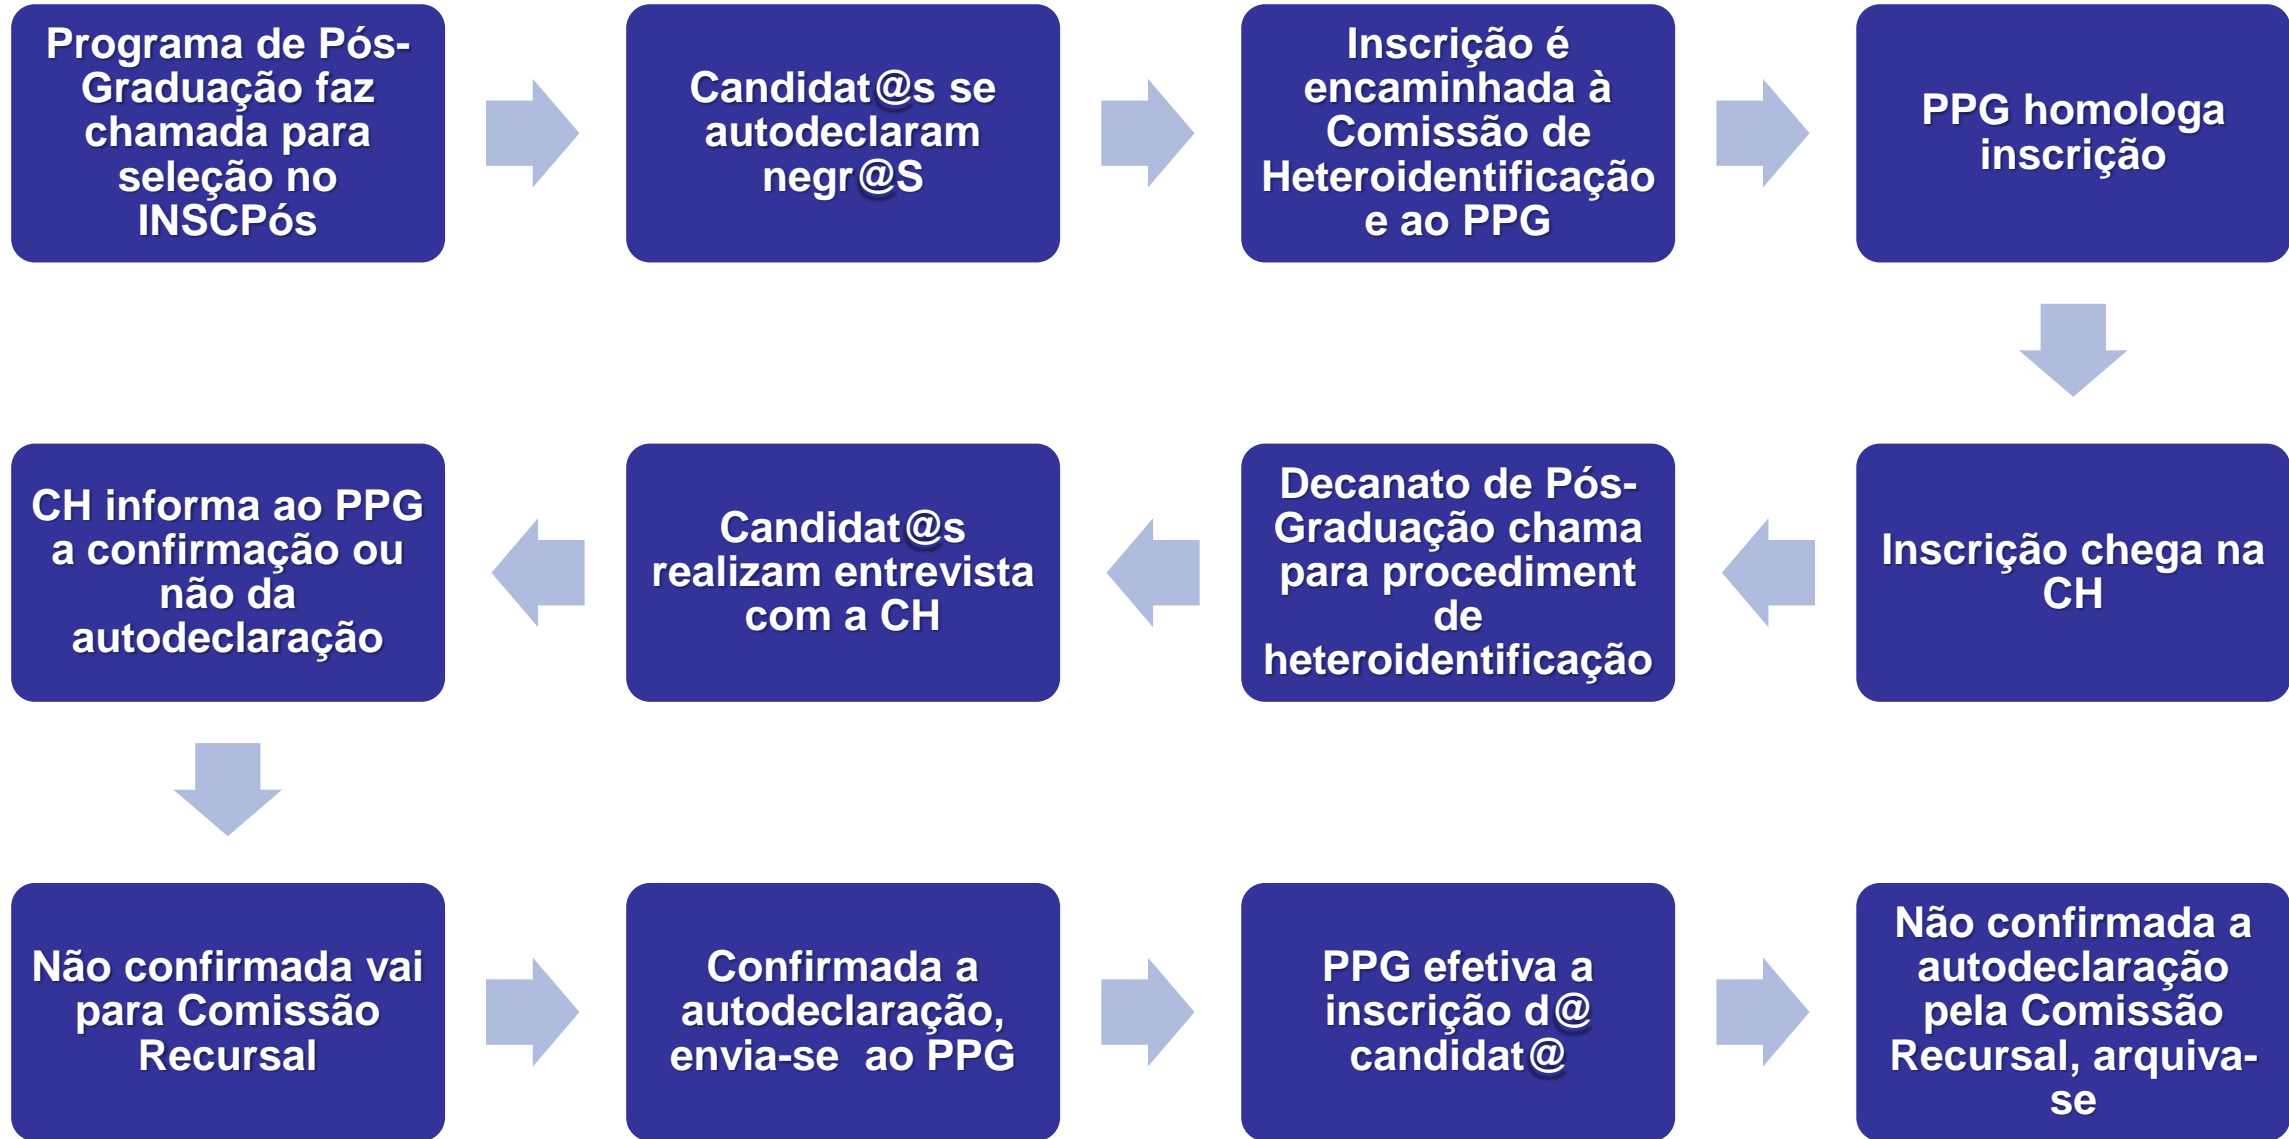 Programa de Pós-
Graduação faz
chamada para
seleção no
INSCPós
Candidat@s se
autodeclaram
negr@S
Inscrição é
encaminhada à
Comissão de
Heteroidentificação
e ao PPG
PPG homologa
inscrição
Inscrição chega na
CH
Decanato de Pós-
Graduação chama
para procediment
de
heteroidentificação
Candidat@s
realizam entrevista
com a CH
CH informa ao PPG
a confirmação ou
não da
autodeclaração
Não confirmada vai
para Comissão
Recursal
Confirmada a
autodeclaração,
envia-se  ao PPG
PPG efetiva a
inscrição d@
candidat@
Não confirmada a
autodeclaração
pela Comissão
Recursal, arquiva-
se